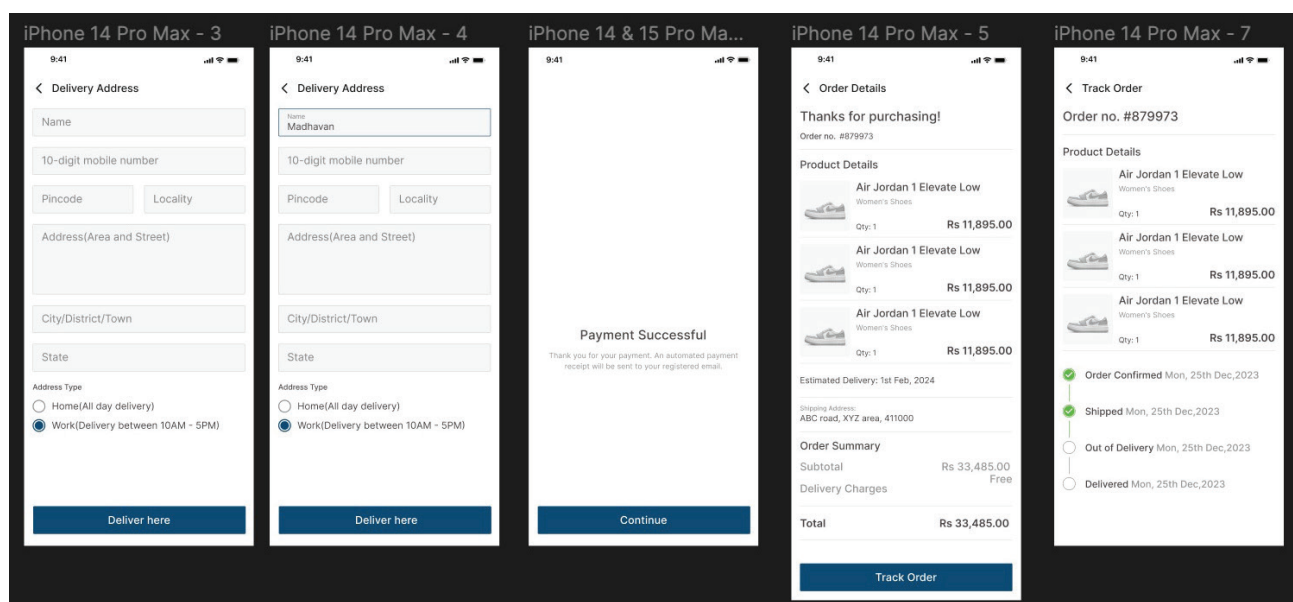 iPhone 14 Pro Max - 3
9:41
Delivery Address
Name
10-digit mobile number
Pincode
Locality
Address(Area and Street)
City/District/Town
State
Address Type
Home(All day delivery)
Work(Delivery between 10AM - 5PM)
Deliver here
iPhone 14 Pro Max - 4
9:41
Delivery Address
Name
Madhavan
10-digit mobile number
Pincode
Locality
Address(Area and Street)
City/District/Town
State
Address Type
Home(All day delivery)
Work(Delivery between 10AM - 5PM)
Deliver here
iPhone 14 & 15 Pro Ma...
9:41
Payment Successful
Thank you for your payment. An automated payment
receipt will be sent to your registered email.
Continue
iPhone 14 Pro Max - 5
9:41
Order Details
Thanks for purchasing!
Order no. #879973
Product Details
Air Jordan 1 Elevate Low
Women's Shoes
Qty: 1 Rs 11,895.00
Air Jordan 1 Elevate Low
Women's Shoes
Qty: 1 Rs 11,895.00
Air Jordan 1 Elevate Low
Women's Shoes
Qty: 1 Rs 11,895.00
Estimated Delivery: 1st Feb, 2024
Shipping Address:
ABC road, XYZ area, 411000
Order Summary
Subtotal Rs 33,485.00
Delivery Charges Free
Total Rs 33,485.00
Track Order
iPhone 14 Pro Max - 7
9:41
Track Order
Order no. #879973
Product Details
Air Jordan 1 Elevate Low
Women's Shoes
Qty: 1 Rs 11,895.00
Air Jordan 1 Elevate Low
Women's Shoes
Qty: 1 Rs 11,895.00
Air Jordan 1 Elevate Low
Women's Shoes
Qty: 1 Rs 11,895.00
Order Confirmed Mon, 25th Dec,2023
Shipped Mon, 25th Dec,2023
Out of Delivery Mon, 25th Dec,2023
Delivered Mon, 25th Dec,2023